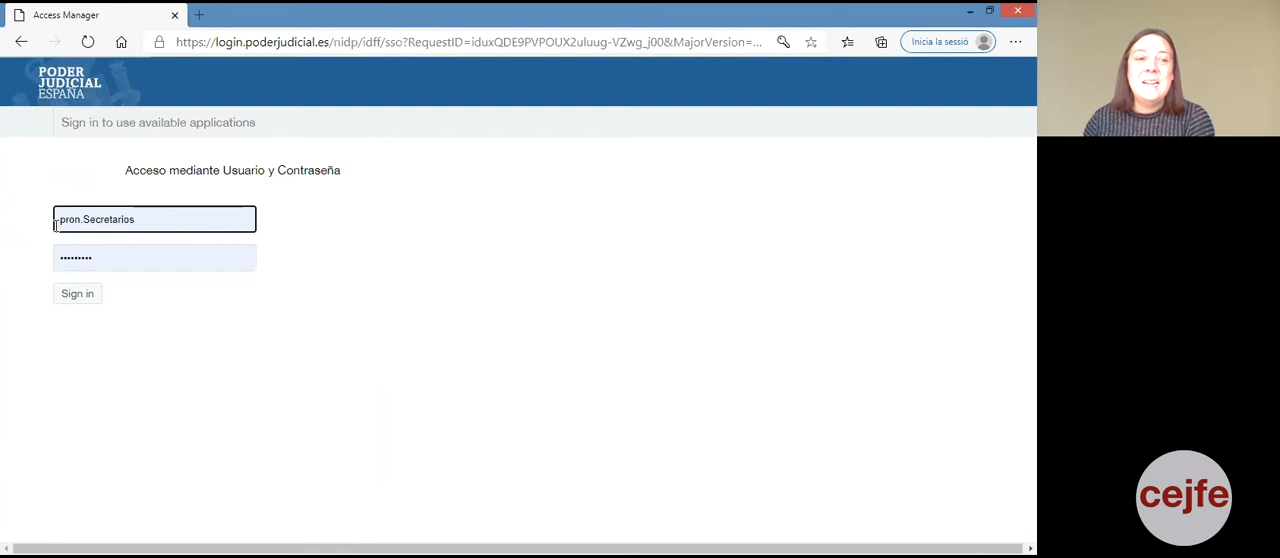 Access Manager
https://login.poderjudicial.es/nidp/idff/sso?RequestID=iduxQDE9PVPOUX2uluug-VZwg_j00&MajorVersion=...
Inicia la sessió
PODER
JUDICIAL
ESPAÑA
Sign in to use available applications
Acceso mediante Usuario y Contraseña
pron.Secretarios
•••••••••
Sign in
cejfe